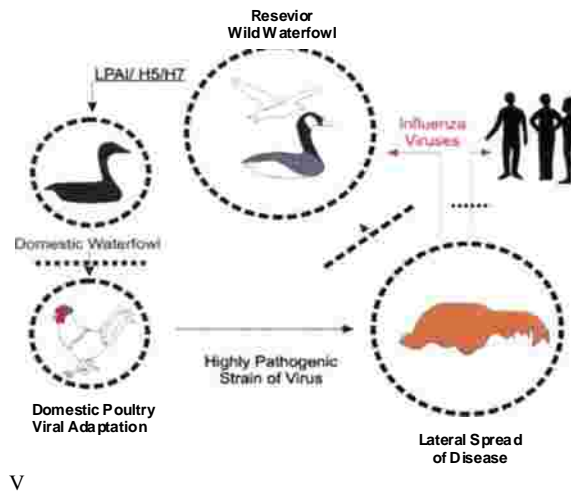 Resevior
Wild Waterfowl
LPAI/ H5/H7
Influenza
Viruses
Domestic Waterfowl
Highly Pathogenic
Strain of Virus
Domestic Poultry
Viral Adaptation
Lateral Spread
of Disease
V